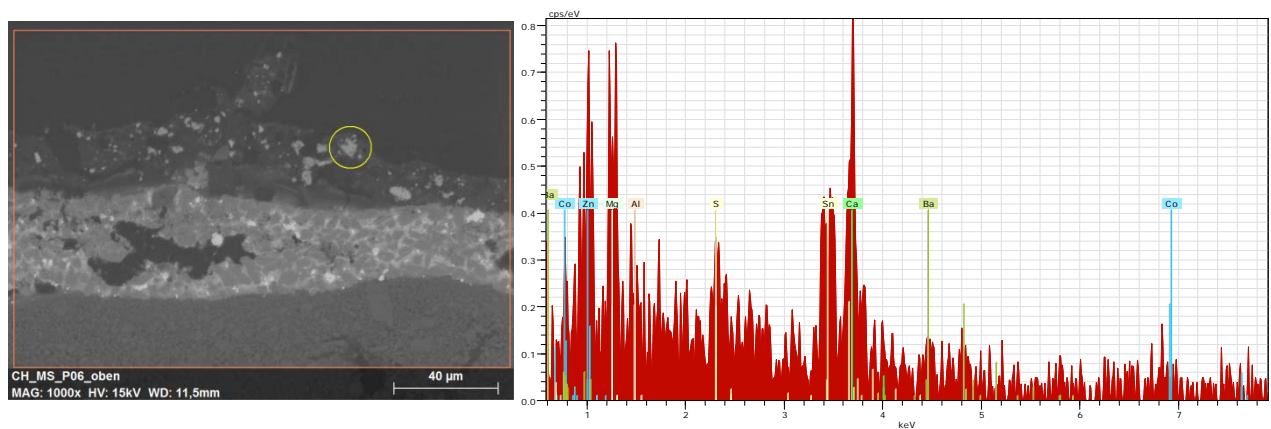 CH_MS_P06_oben
MAG: 1000x HV: 15kV WD: 11,5mm
40 µm
cps/eV
0.8
0.7
0.6
0.5
0.4
0.3
0.2
0.1
0.0
Ba
Co Zn Mg Al S Sn Ca Ba Co
1 2 3 4 5 6 7
keV